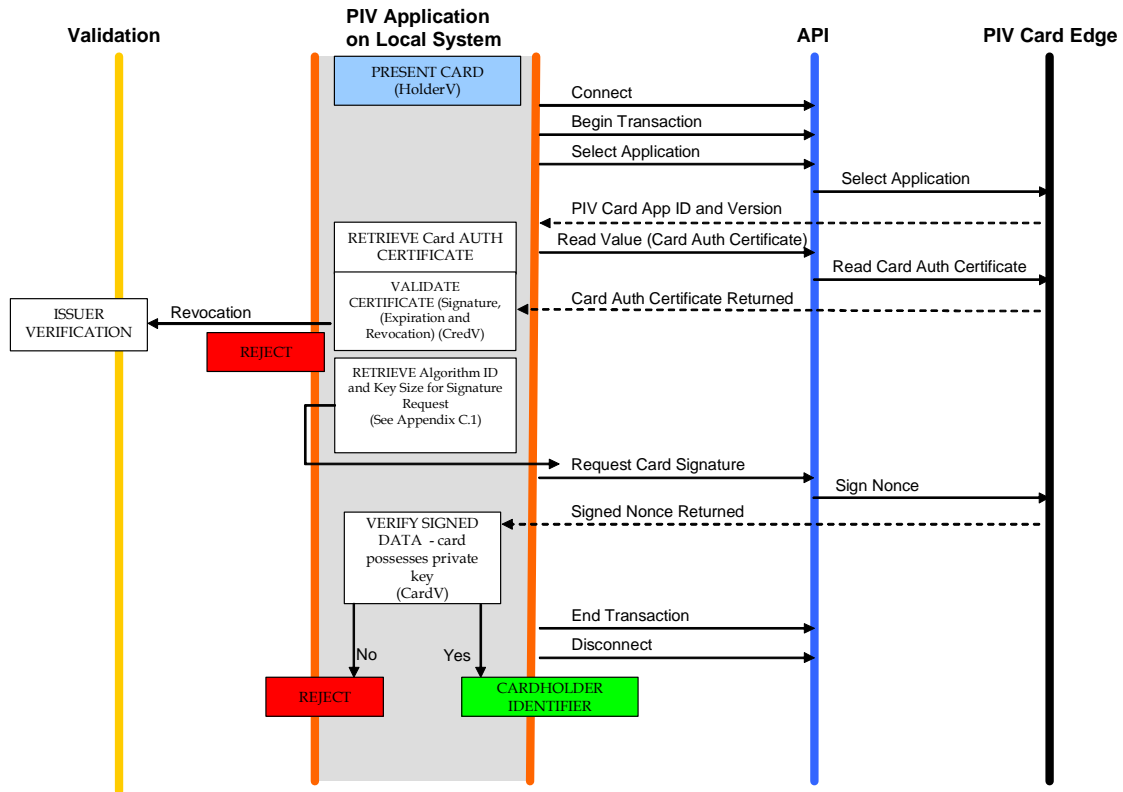 PIV Application
on Local System
Validation
API
PIV Card Edge
PRESENT CARD
(HolderV)
Connect
Begin Transaction
Select Application
Select Application
PIV Card App ID and Version
RETRIEVE Card AUTH
CERTIFICATE
Read Value (Card Auth Certificate)
Read Card Auth Certificate
VALIDATE
CERTIFICATE (Signature,
(Expiration and
Revocation) (CredV)
Card Auth Certificate Returned
ISSUER
VERIFICATION
Revocation
REJECT
RETRIEVE Algorithm ID
and Key Size for Signature
Request
(See Appendix C.1)
Request Card Signature
Sign Nonce
Signed Nonce Returned
VERIFY SIGNED
DATA - card
possesses private
key
(CardV)
End Transaction
Disconnect
No
Yes
REJECT
CARDHOLDER
IDENTIFIER